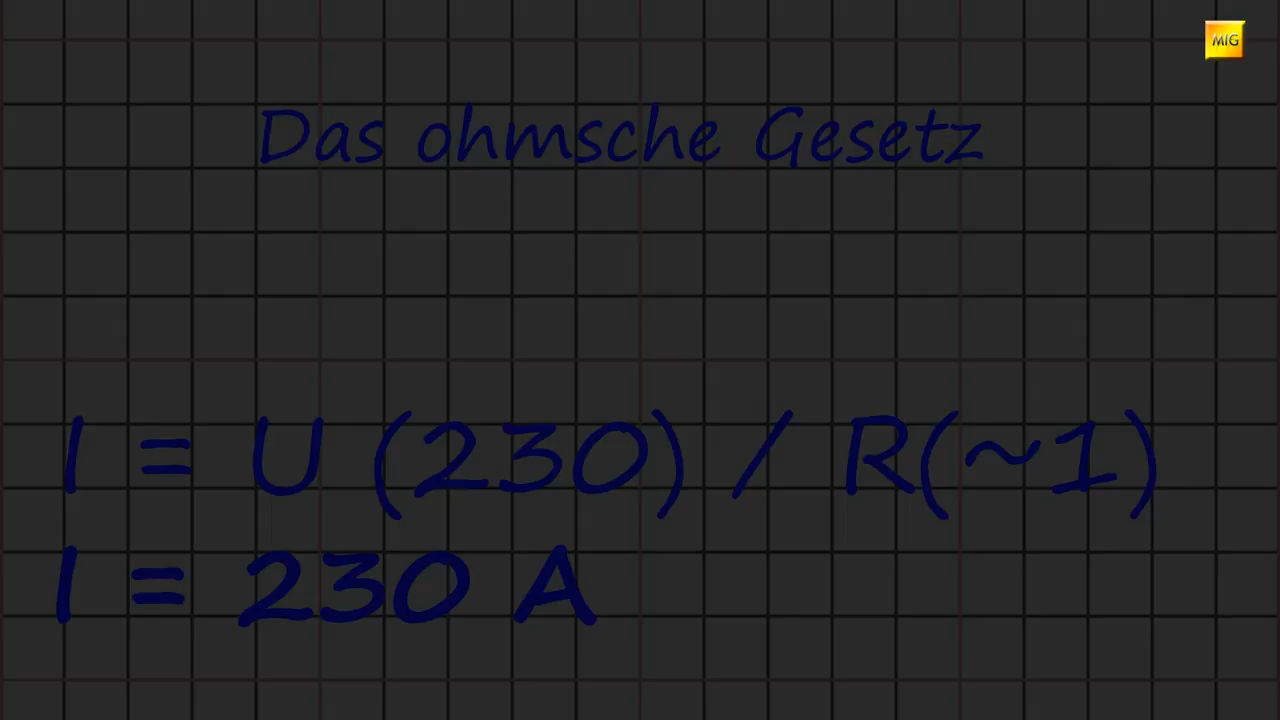 MIG
Das ohmsche Gesetz
I = U (230) / R(~1)
I = 230 A